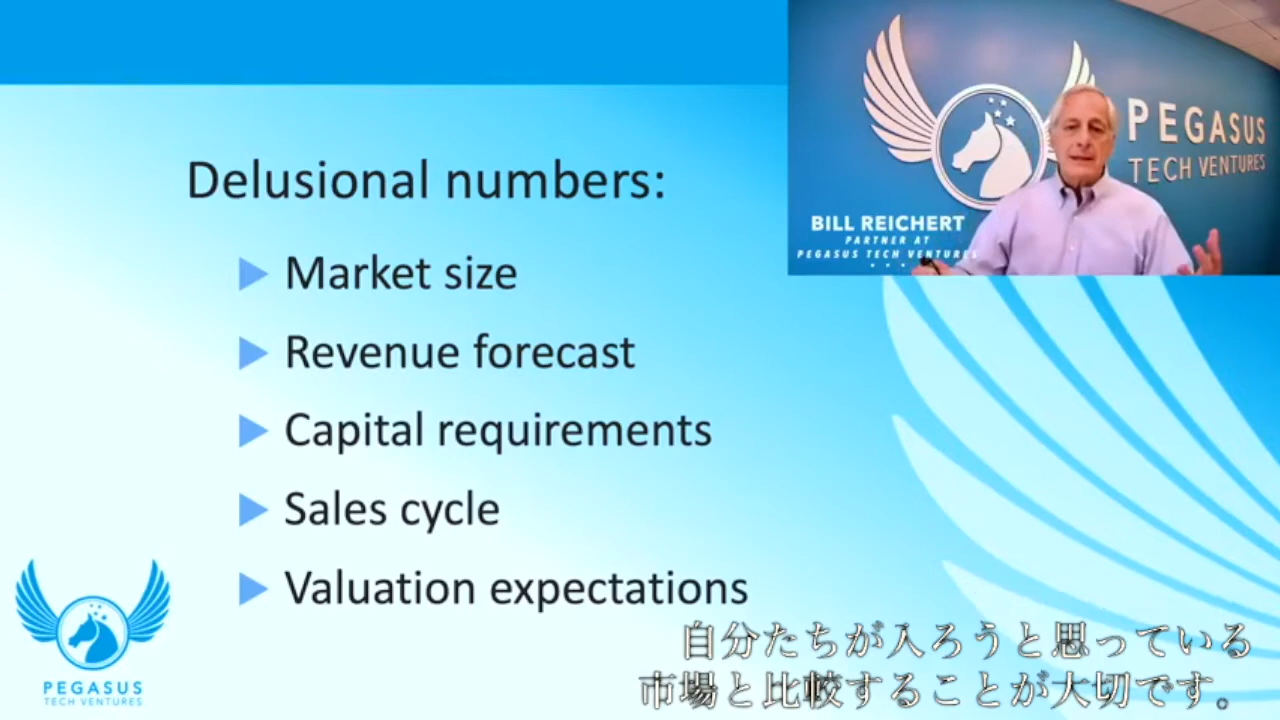 Delusional numbers:
Market size
Revenue forecast
Capital requirements
Sales cycle
Valuation expectations
PEGASUS
TECH VENTURES
BILL REICHERT
PARTNER AT
PEGASUS TECH VENTURES
自分たちが入ろうと思っている
市場と比較することが大切です。
PEGASUS
TECH VENTURES